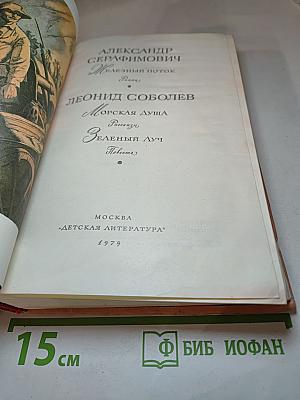 АЛЕКСАНДР
СЕРАФИМОВИЧ
ЖЕЛЕЗНЫЙ ПОТОК
Роман
ЛЕОНИД СОБОЛЕВ
МОРСКАЯ ДУША
Рассказы
ЗЕЛЕНЫЙ ЛУЧ
Повесть
МОСКВА
«ДЕТСКАЯ ЛИТЕРАТУРА»
1979
15 СМ
Ф БИБ ИОФАН